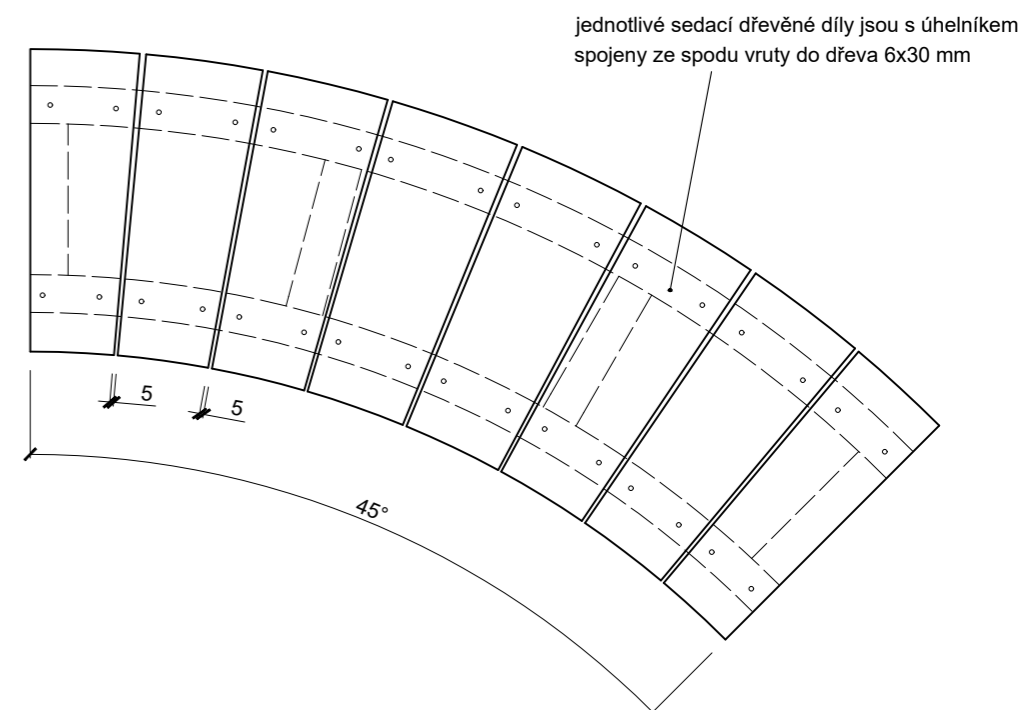 jednotlivé sedací dřevěné díly jsou s úhelníkem
spojeny ze spodu vruty do dřeva 6x30 mm
5
5
45°